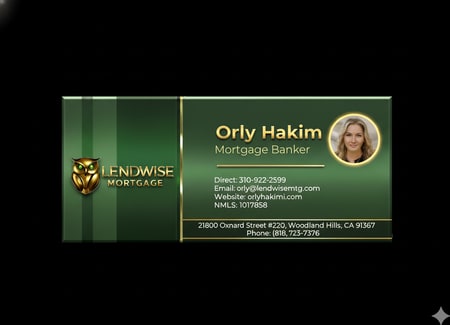 LENDWISE
MORTGAGE
Orly Hakim
Mortgage Banker
Direct: 310-922-2599
Email: orly@lendwisemtg.com
Website: orlyhakimi.com
NMLS: 1017858
21800 Oxnard Street #220, Woodland Hills, CA 91367
Phone: (818, 723-7376